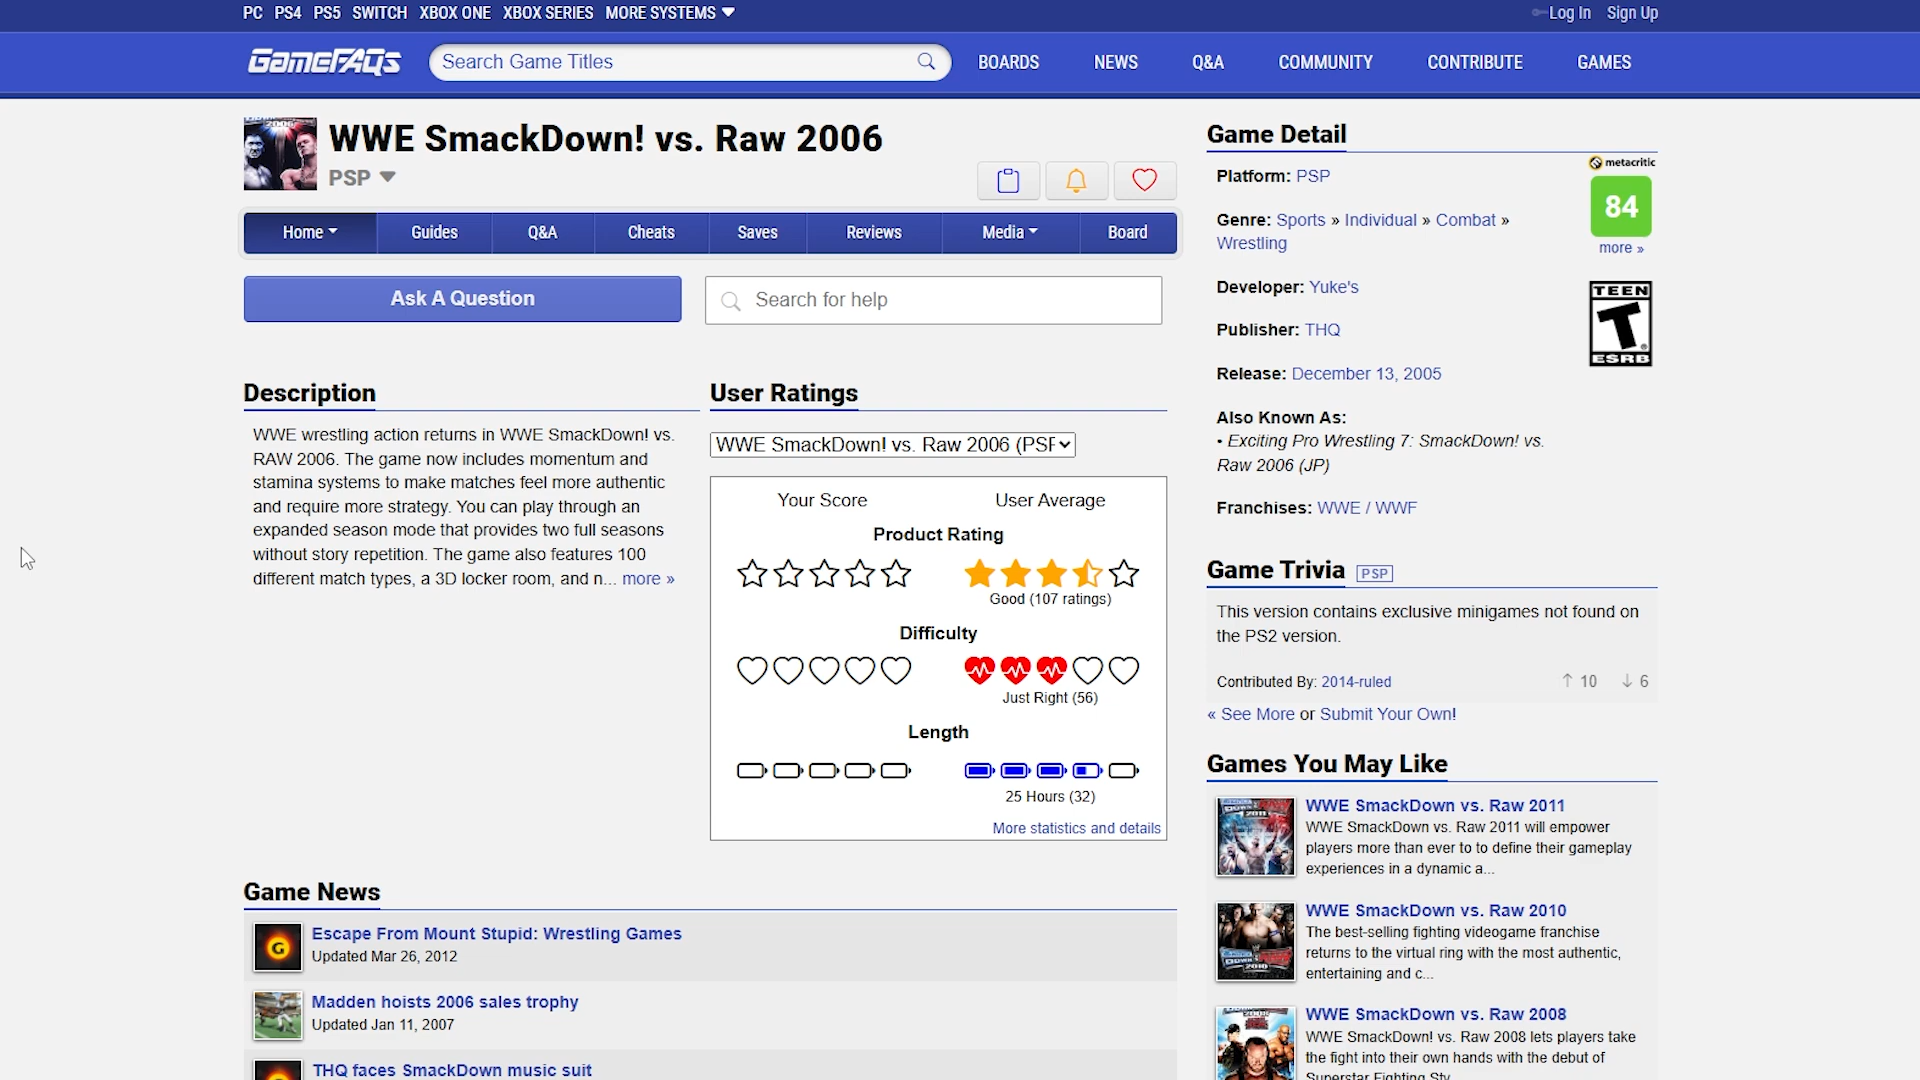 PC PS4 PS5 SWITCH XBOX ONE XBOX SERIES MORE SYSTEMS
Log In Sign Up
GameFAQs
Search Game Titles
BOARDS NEWS Q&A COMMUNITY CONTRIBUTE GAMES
WWE SmackDown! vs. Raw 2006
PSP
Home Guides Q&A Cheats Saves Reviews Media Board
Ask A Question
Search for help
Description
WWE wrestling action returns in WWE SmackDown! vs.
RAW 2006. The game now includes momentum and
stamina systems to make matches feel more authentic
and require more strategy. You can play through an
expanded season mode that provides two full seasons
without story repetition. The game also features 100
different match types, a 3D locker room, and n... more »
User Ratings
WWE SmackDown! vs. Raw 2006 (PSP
Your Score User Average
Product Rating
Good (107 ratings)
Difficulty
Just Right (56)
Length
25 Hours (32)
More statistics and details
Game News
Escape From Mount Stupid: Wrestling Games
Updated Mar 26, 2012
Madden hoists 2006 sales trophy
Updated Jan 11, 2007
THQ faces SmackDown music suit
Game Detail
metacritic
84
more »
Platform: PSP
Genre: Sports » Individual » Combat »
Wrestling
Developer: Yuke's
Publisher: THQ
Release: December 13, 2005
TEEN
T
ESRB
Also Known As:
• Exciting Pro Wrestling 7: SmackDown! vs.
Raw 2006 (JP)
Franchises: WWE / WWF
Game Trivia PSP
This version contains exclusive minigames not found on
the PS2 version.
Contributed By: 2014-ruled ↑ 10 ↓ 6
« See More or Submit Your Own!
Games You May Like
WWE SmackDown vs. Raw 2011
WWE SmackDown vs. Raw 2011 will empower
players more than ever to to define their gameplay
experiences in a dynamic a...
WWE SmackDown vs. Raw 2010
The best-selling fighting videogame franchise
returns to the virtual ring with the most authentic,
entertaining and c...
WWE SmackDown vs. Raw 2008
WWE SmackDown! vs. Raw 2008 lets players take
the fight into their own hands with the debut of
Superstar Fighting Sty